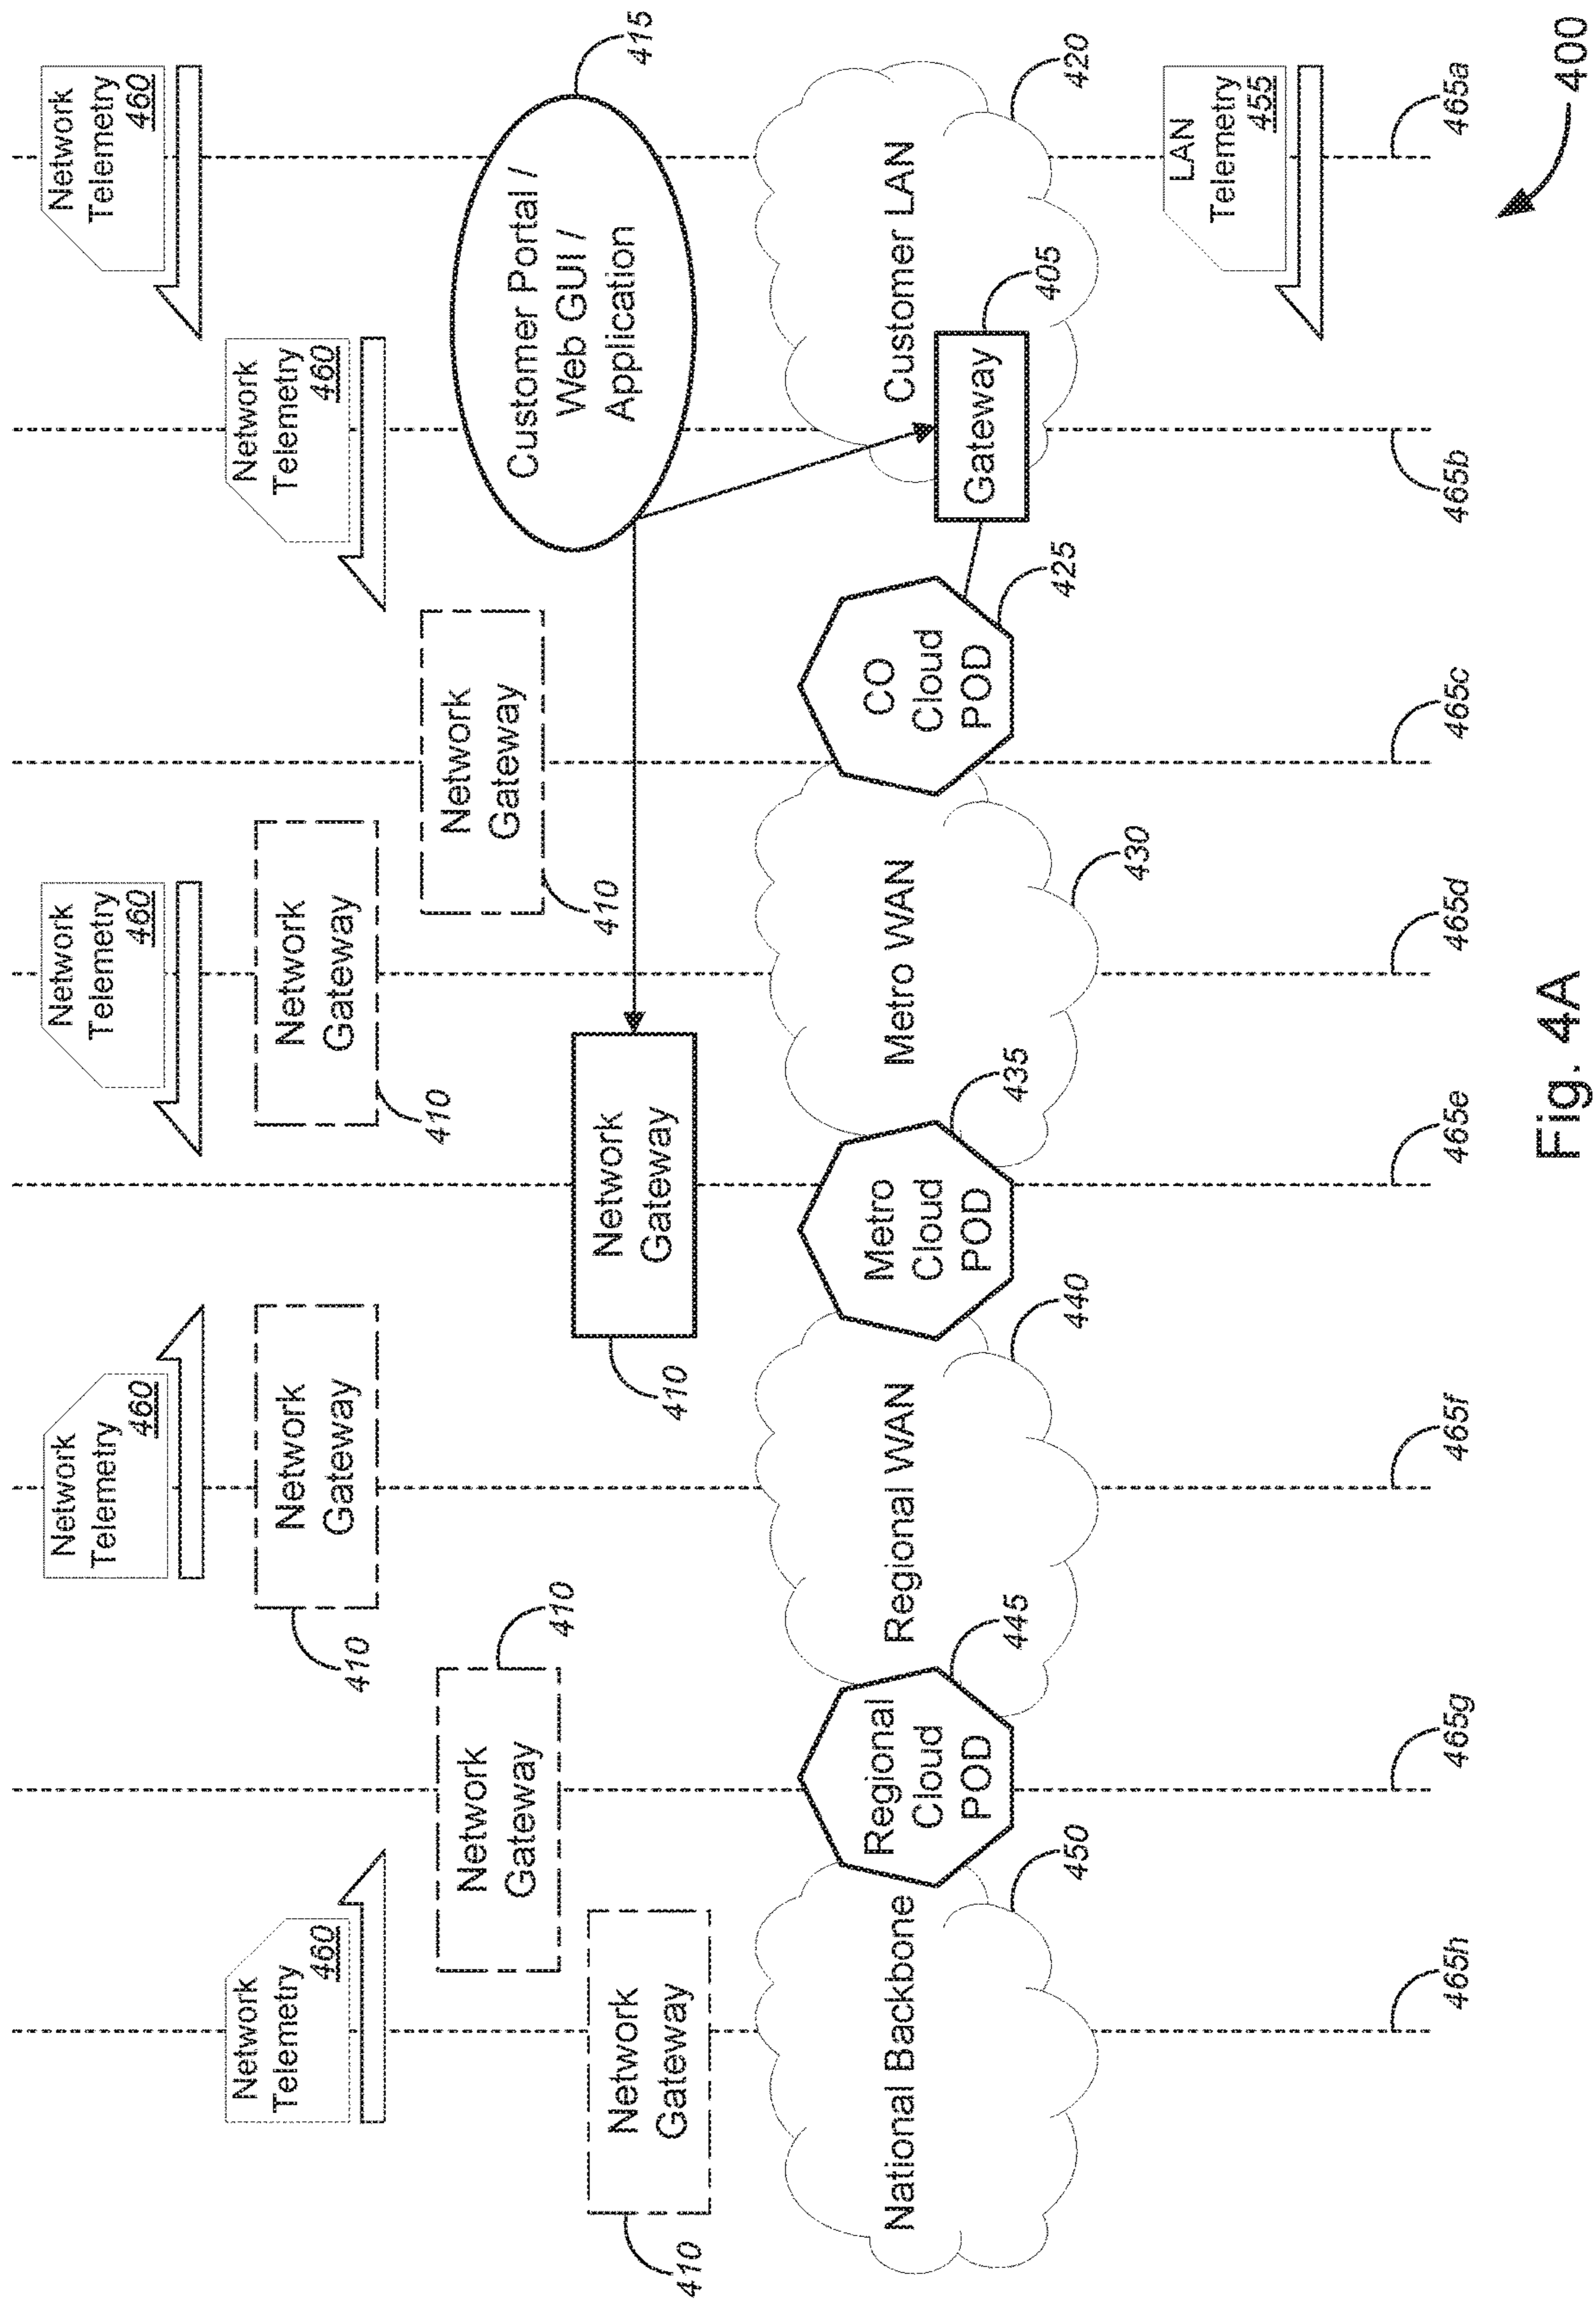 Network
Telemetry
460
Network
Telemetry
460
Network
Telemetry
460
Network
Telemetry
460
Network
Telemetry
460
Network
Gateway
410
Network
Gateway
410
Network
Gateway
410
Network
Gateway
410
Network
Gateway
410
Network
Gateway
410
Customer Portal /
Web GUI /
Application
415
National Backbone
450
Regional
Cloud
POD
445
Regional WAN
440
Metro
Cloud
POD
435
Metro WAN
430
CO
Cloud
POD
425
Gateway
405
Customer LAN
420
LAN
Telemetry
455
465h
465g
465f
465e
465d
465c
465b
465a
400
Fig. 4A